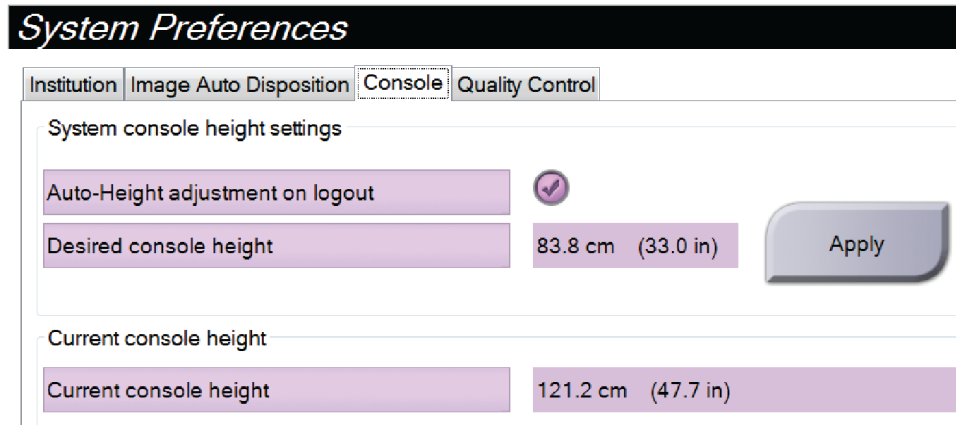 System Preferences
Institution Image Auto Disposition Console Quality Control
System console height settings
Auto-Height adjustment on logout
Desired console height 83.8 cm (33.0 in) Apply
Current console height
Current console height 121.2 cm (47.7 in)